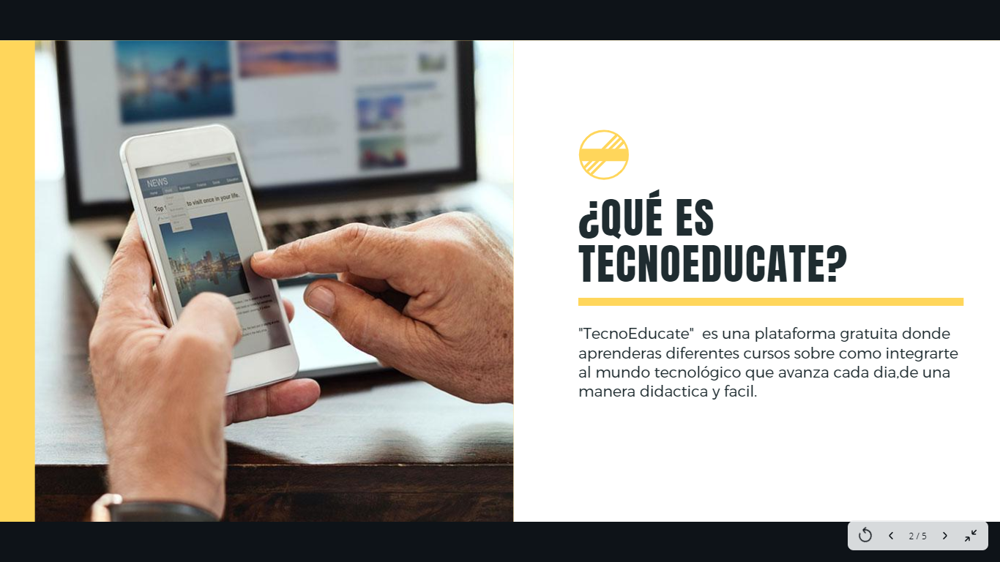 NEWS
Top
to visit once in your life.
¿QUÉ ES
TECNOEDUCATE?
"TecnoEducate"  es una plataforma gratuita donde
aprenderas diferentes cursos sobre como integrarte
al mundo tecnológico que avanza cada dia,de una
manera didactica y facil.
2 / 5